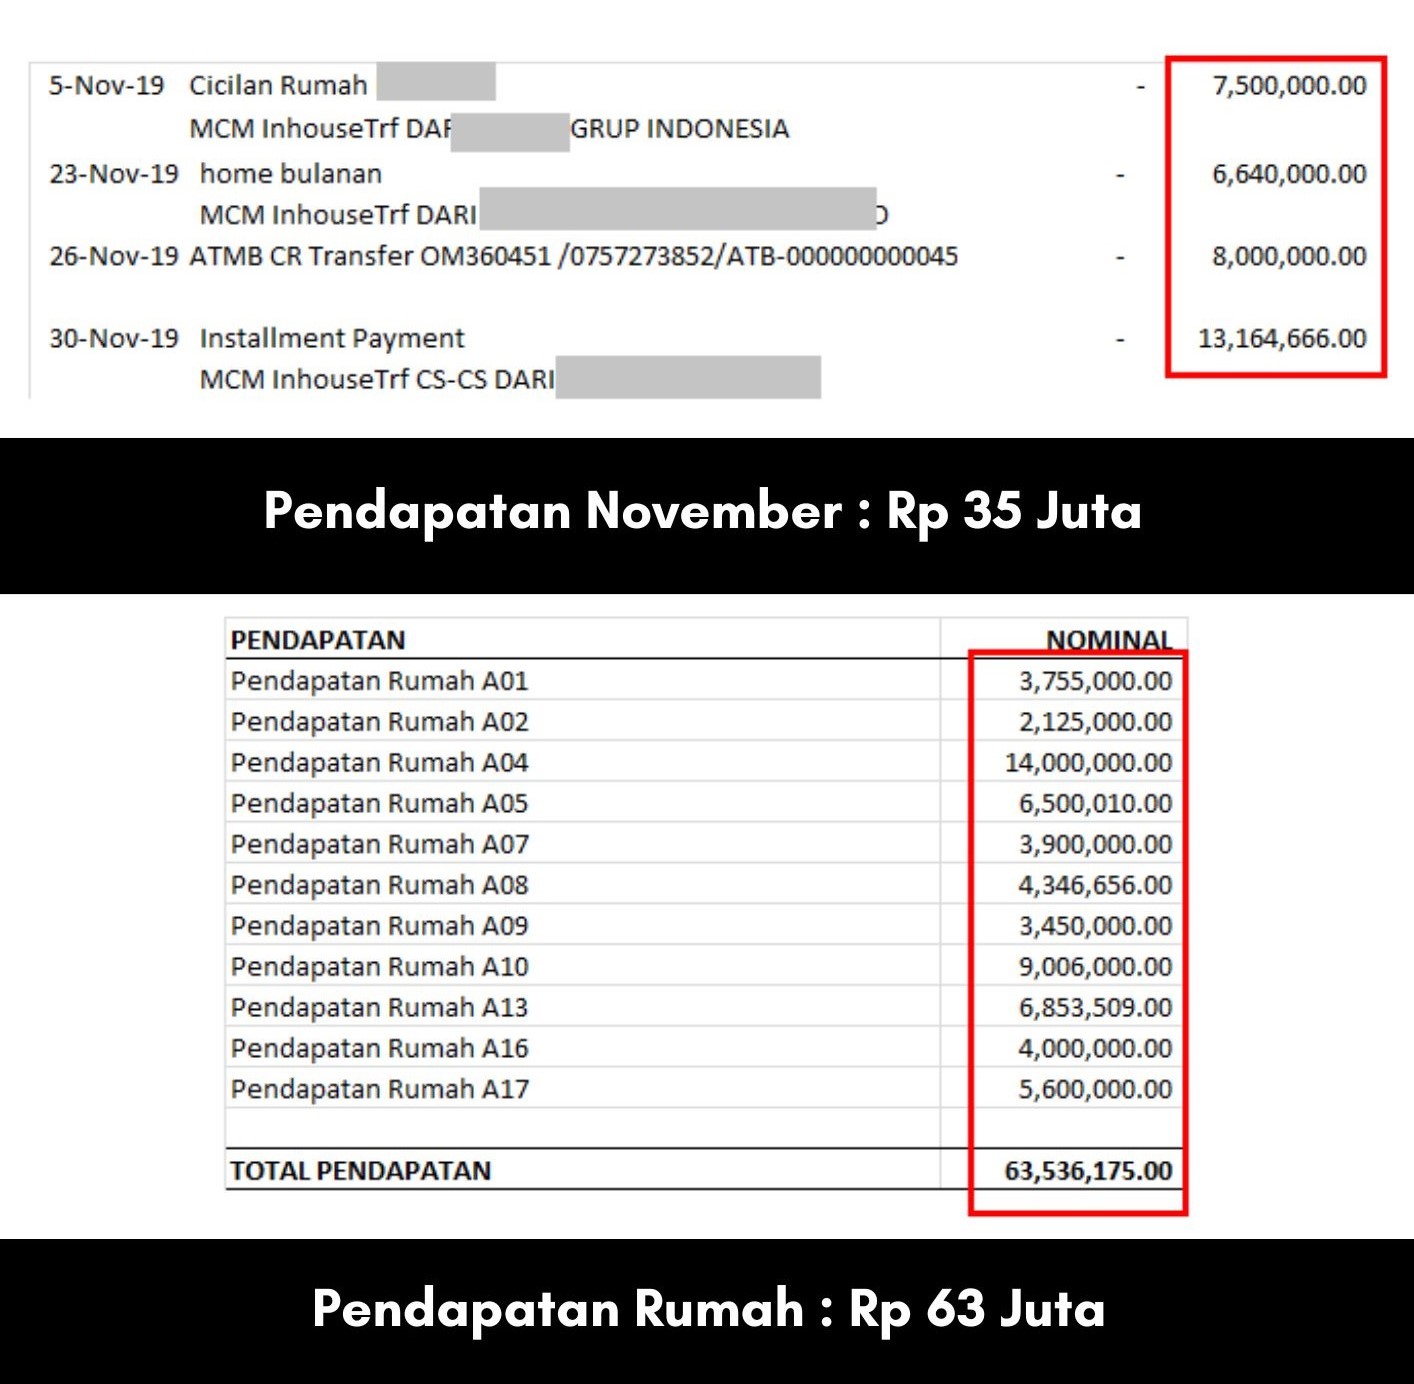 5-Nov-19 Cicilan Rumah - 7,500,000.00
MCM InhouseTrf DAR GRUP INDONESIA
23-Nov-19 home bulanan - 6,640,000.00
MCM InhouseTrf DARI O
26-Nov-19 ATMB CR Transfer OM360451 /0757273852/ATB-000000000045 - 8,000,000.00
30-Nov-19 Installment Payment - 13,164,666.00
MCM InhouseTrf CS-CS DARI
Pendapatan November : Rp 35 Juta
PENDAPATAN NOMINAL
Pendapatan Rumah A01 3,755,000.00
Pendapatan Rumah A02 2,125,000.00
Pendapatan Rumah A04 14,000,000.00
Pendapatan Rumah A05 6,500,010.00
Pendapatan Rumah A07 3,900,000.00
Pendapatan Rumah A08 4,346,656.00
Pendapatan Rumah A09 3,450,000.00
Pendapatan Rumah A10 9,006,000.00
Pendapatan Rumah A13 6,853,509.00
Pendapatan Rumah A16 4,000,000.00
Pendapatan Rumah A17 5,600,000.00
TOTAL PENDAPATAN 63,536,175.00
Pendapatan Rumah : Rp 63 Juta